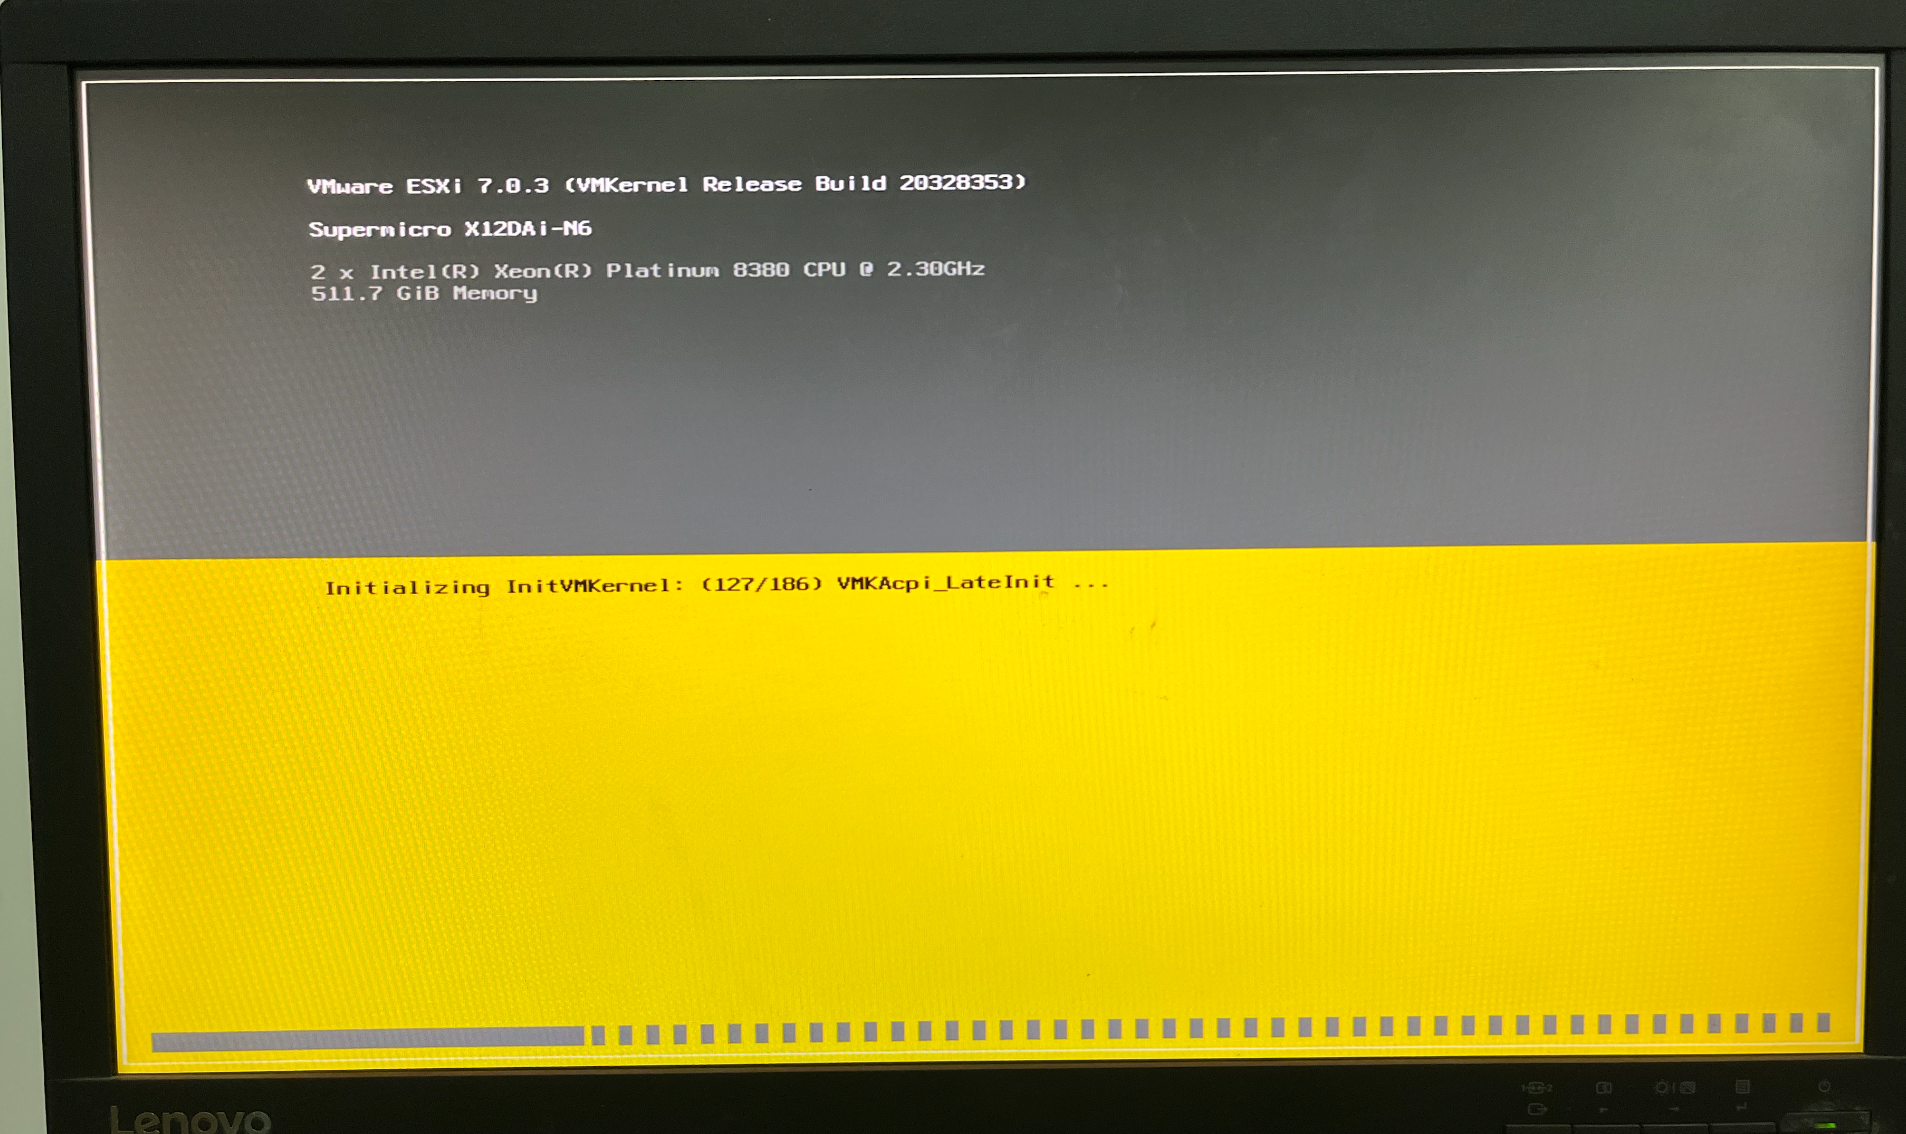 VMware ESXi 7.0.3 (VMKernel Release Build 20328353)
Supermicro X12DAi-N6
2 x Intel(R) Xeon(R) Platinum 8380 CPU @ 2.30GHz
511.7 GiB Memory
Initializing InitVMKernel: (127/186) VMKAcpi_LateInit ...
Lenovo